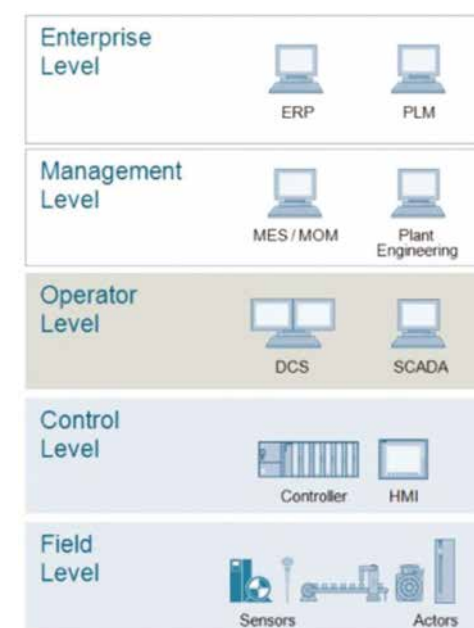 Enterprise
Level
ERP PLM
Management
Level
MES / MOM Plant
Engineering
Operator
Level
DCS SCADA
Control
Level
Controller HMI
Field
Level
Sensors Actors